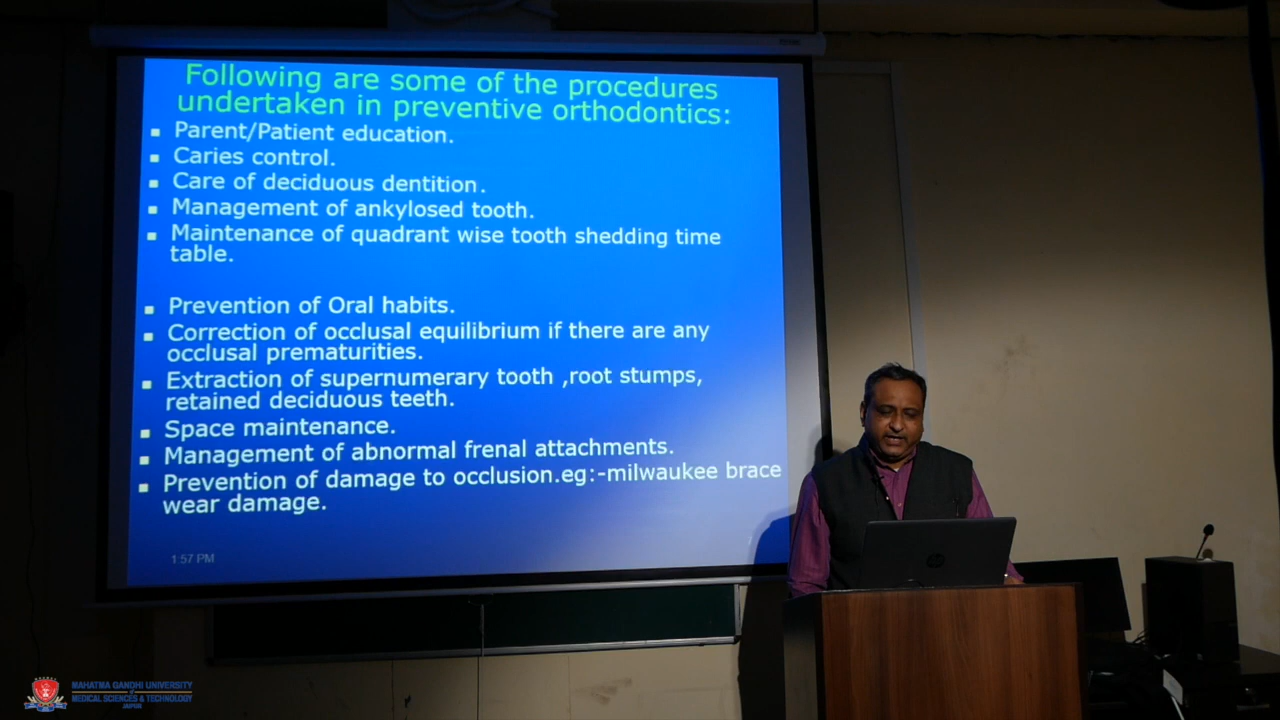 Following are some of the procedures
undertaken in preventive orthodontics:
Parent/Patient education.
Caries control.
Care of deciduous dentition.
Management of ankylosed tooth.
Maintenance of quadrant wise tooth shedding time
table.
Prevention of Oral habits.
Correction of occlusal equilibrium if there are any
occlusal prematurities.
Extraction of supernumerary tooth ,root stumps,
retained deciduous teeth.
Space maintenance.
Management of abnormal frenal attachments.
Prevention of damage to occlusion.eg:-milwaukee brace
wear damage.
1:57 PM
hp
MAHATMA GANDHI UNIVERSITY
of
MEDICAL SCIENCES & TECHNOLOGY
JAIPUR